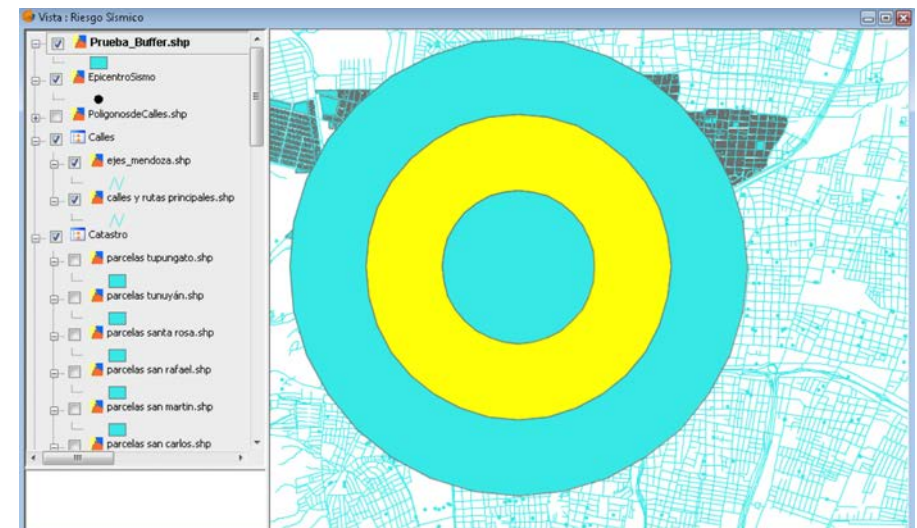 Vista : Riesgo Sísmico
Prueba_Buffer.shp
EpicentroSismo
PoligonosdeCalles.shp
Calles
ejes_mendoza.shp
calles y rutas principales.shp
Catastro
parcelas tupungato.shp
parcelas tunuyán.shp
parcelas santa rosa.shp
parcelas san rafael.shp
parcelas san martin.shp
parcelas san carlos.shp